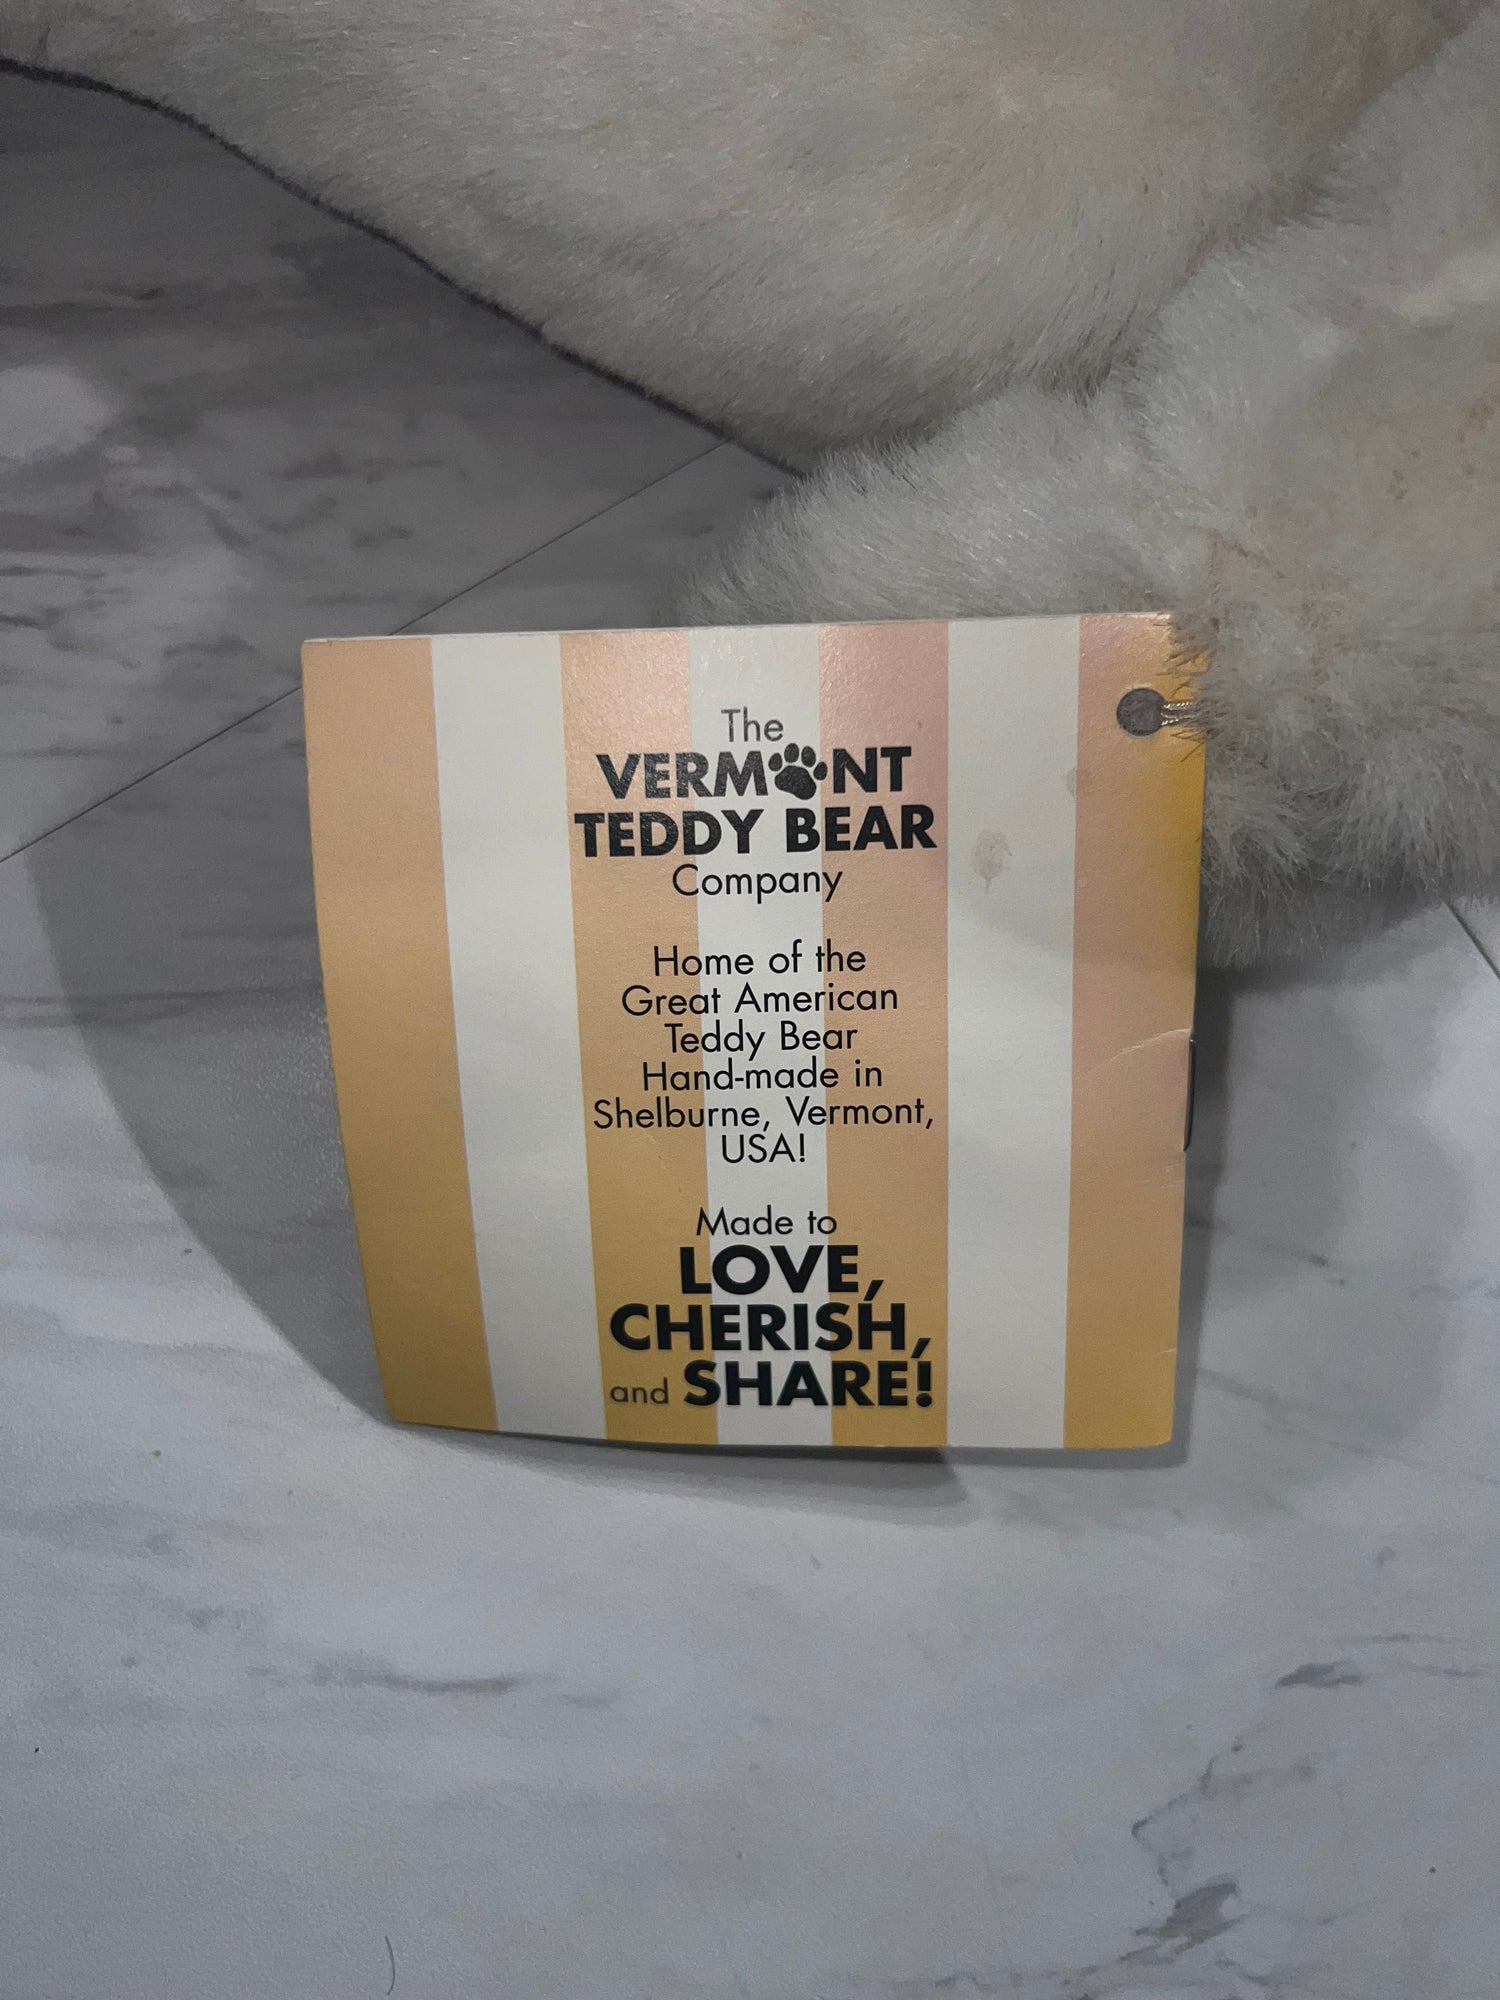 The
VERMONT
TEDDY BEAR
Company
Home of the
Great American
Teddy Bear
Hand-made in
Shelburne, Vermont,
USA!
Made to
LOVE,
CHERISH,
and SHARE!